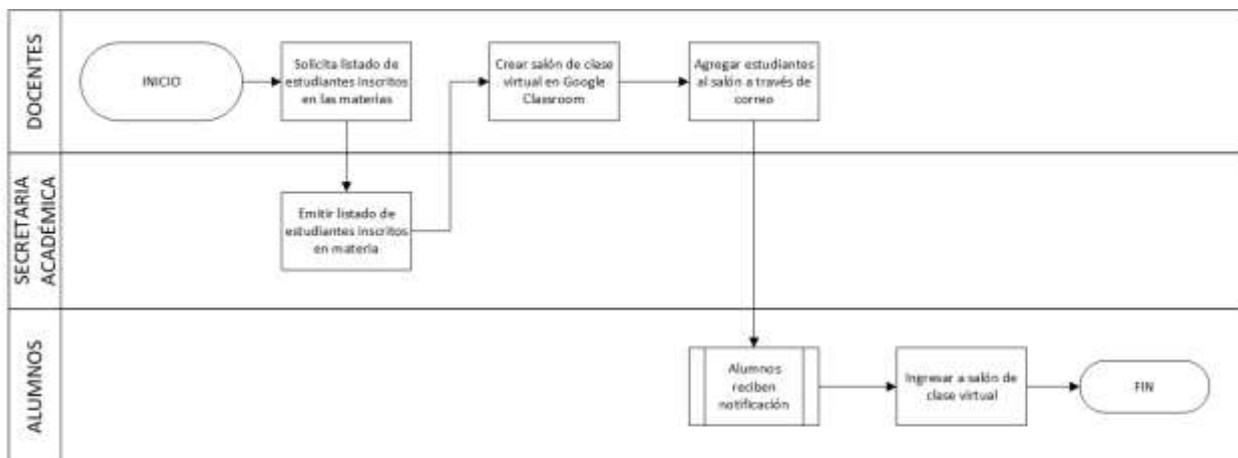 DOCENTES
INICIO
Solicita listado de
estudiantes inscritos
en las materias
Crear salón de clase
virtual en Google
Classroom
Agregar estudiantes
al salón a través de
correo
SECRETARIA
ACADÉMICA
Emitir listado de
estudiantes inscritos
en materia
ALUMNOS
Alumnos
reciben
notificación
Ingresar a salón de
clase virtual
FIN